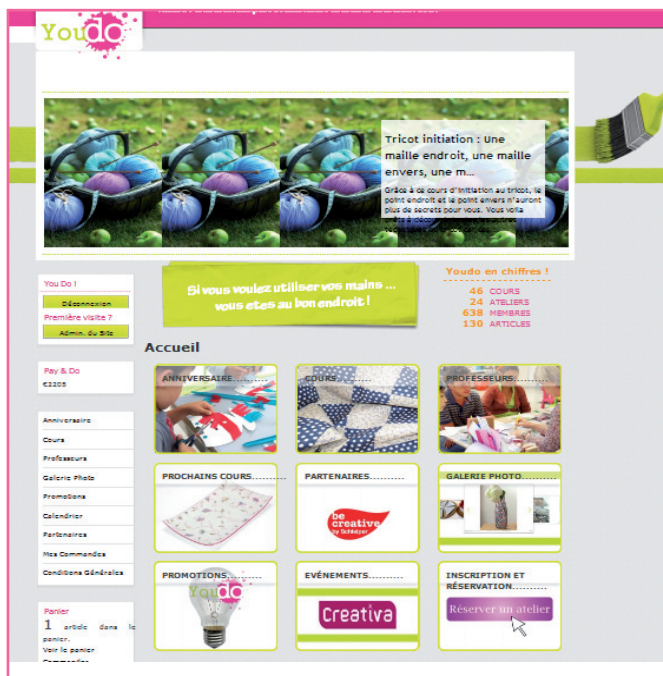 Youdo
Tricot initiation : Une
maille endroit, une maille
envers, une m...
Grâce à ce cours d'initiation au tricot, le
point endroit et le point envers n'auront
plus de secrets pour vous. Vous voilà
You Do !
Déconnexion
Première visite ?
Admin. du Site
Pay & Do
€2205
Anniversaire
Cours
Professeurs
Galerie Photo
Promotions
Calendrier
Partenaires
Mes Commandes
Conditions Générales
Panier
1 article dans le
panier.
Voir le panier
Commander
Si vous voulez utiliser vos mains ...
vous etes au bon endroit !
Youdo en chiffres !
46 COURS
24 ATELIERS
638 MEMBRES
130 ARTICLES
Accueil
ANNIVERSAIRE..........
COURS..........
PROFESSEURS..........
PROCHAINS COURS..........
PARTENAIRES..........
be
creative
by Schleiper
GALERIE PHOTO..........
PROMOTIONS..........
Youdo
EVÉNEMENTS..........
Creativa
INSCRIPTION ET
RÉSERVATION..........
Réserver un atelier